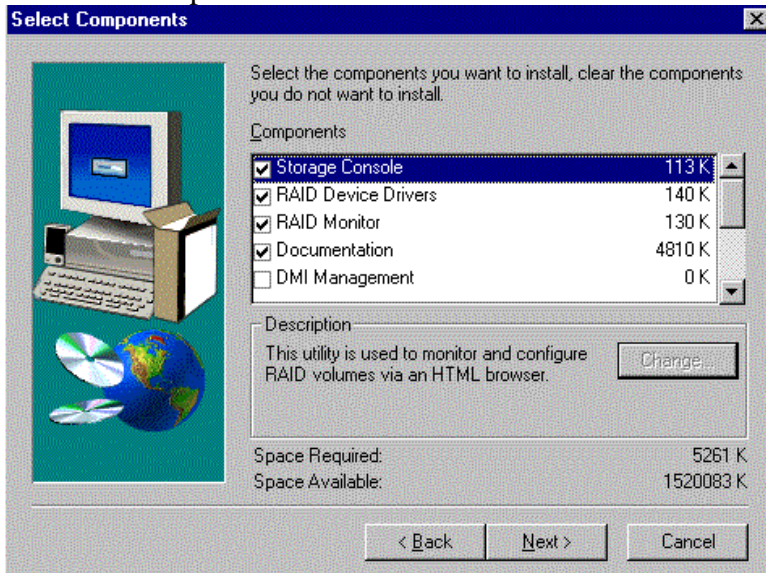 Select Components
Select the components you want to install, clear the components
you do not want to install.
Components
Storage Console 113 K
RAID Device Drivers 140 K
RAID Monitor 130 K
Documentation 4810 K
DMI Management 0 K
Description
This utility is used to monitor and configure
RAID volumes via an HTML browser.
Change...
Space Required: 5261 K
Space Available: 1520083 K
< Back Next > Cancel